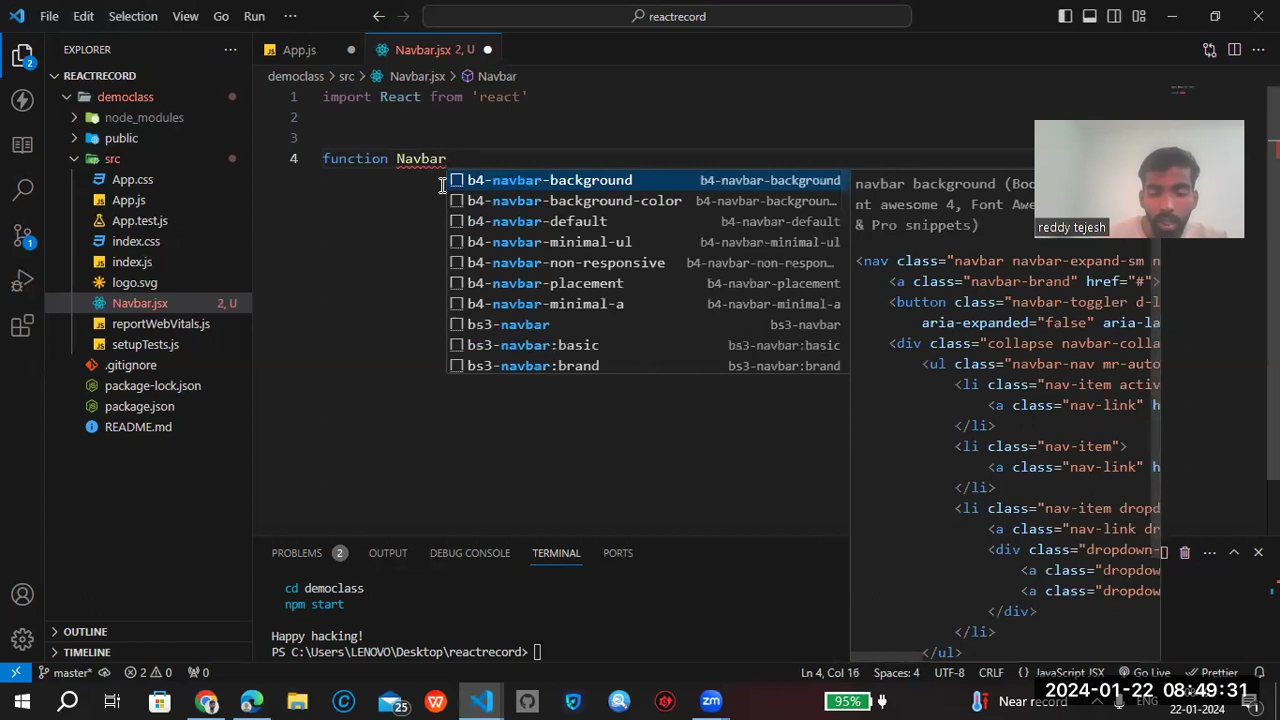 File Edit Selection View Go Run ··· reactrecord
EXPLORER ···
App.js
Navbar.jsx 2, U
REACTRECORD
democlass > src > Navbar.jsx > Navbar
democlass
node_modules
public
src
App.css
App.js
App.test.js
index.css
index.js
logo.svg
Navbar.jsx 2, U
reportWebVitals.js
setupTests.js
.gitignore
package-lock.json
package.json
README.md
OUTLINE
TIMELINE
2
1
1 import React from 'react'
2
3
4 function Navbar
b4-navbar-background b4-navbar-background
b4-navbar-background-color b4-navbar-backgroun...
b4-navbar-default b4-navbar-default
b4-navbar-minimal-ul b4-navbar-minimal-ul
b4-navbar-non-responsive b4-navbar-non-respon...
b4-navbar-placement b4-navbar-placement
b4-navbar-minimal-a b4-navbar-minimal-a
bs3-navbar bs3-navbar
bs3-navbar:basic bs3-navbar:basic
bs3-navbar:brand bs3-navbar:brand
navbar background (Boo
nt awesome 4, Font Awe
& Pro snippets)
reddy tejesh
<nav class="navbar navbar-expand-sm n
<a class="navbar-brand" href="#">
<button class="navbar-toggler d-l
aria-expanded="false" aria-la
<div class="collapse navbar-colla
<ul class="navbar-nav mr-auto
<li class="nav-item activ
<a class="nav-link" h
</li>
<li class="nav-item">
<a class="nav-link" h
</li>
<li class="nav-item dropd
<a class="nav-link dr
<div class="dropdown-
<a class="dropdow
<a class="dropdow
</div>
</li>
</ul>
PROBLEMS 2 OUTPUT DEBUG CONSOLE TERMINAL PORTS
cd democlass
npm start
Happy hacking!
PS C:\Users\LENOVO\Desktop\reactrecord>
master* 2 0 0 Ln 4, Col 16 Spaces: 4 UTF-8 CRLF {} JavaScript JSX Go Live Prettier
25 95% Near record
2024-01-22 08:49:31
22-01-2024